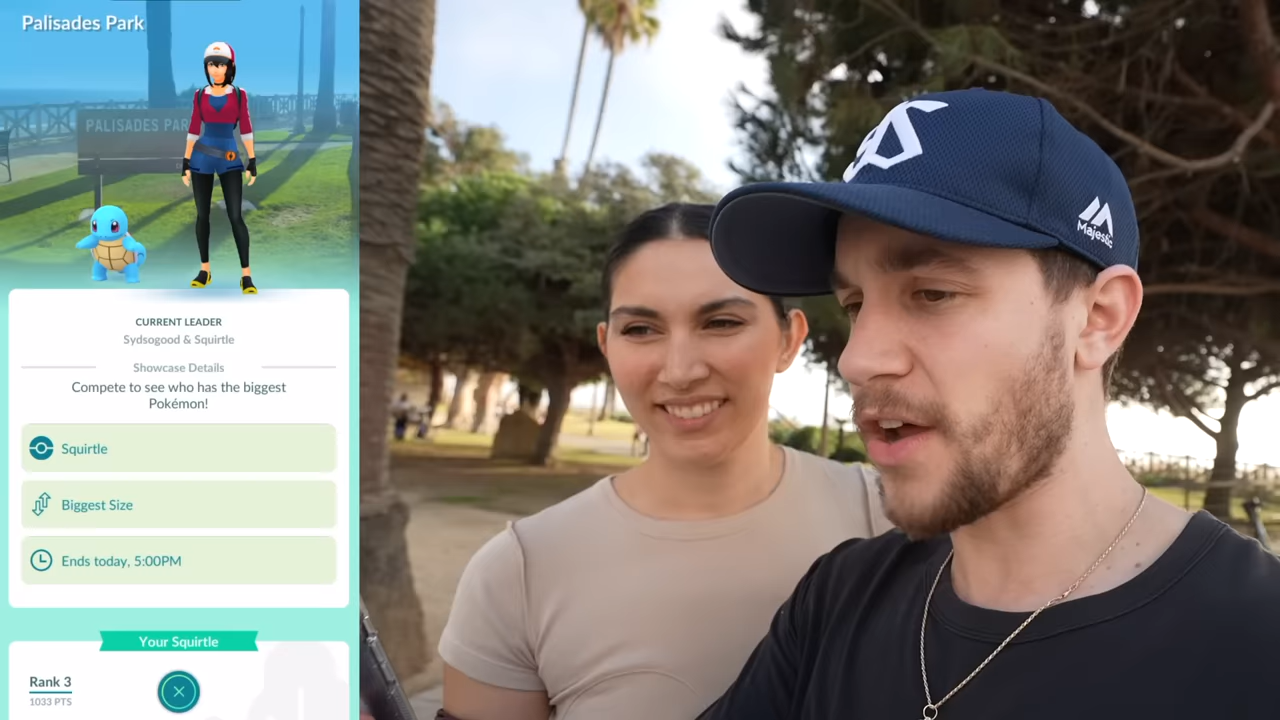 Palisades Park
PALISADES PAR
CURRENT LEADER
Sydsogood & Squirtle
Showcase Details
Compete to see who has the biggest
Pokémon!
Squirtle
Biggest Size
Ends today, 5:00PM
Your Squirtle
Rank 3
1033 PTS
Majestic